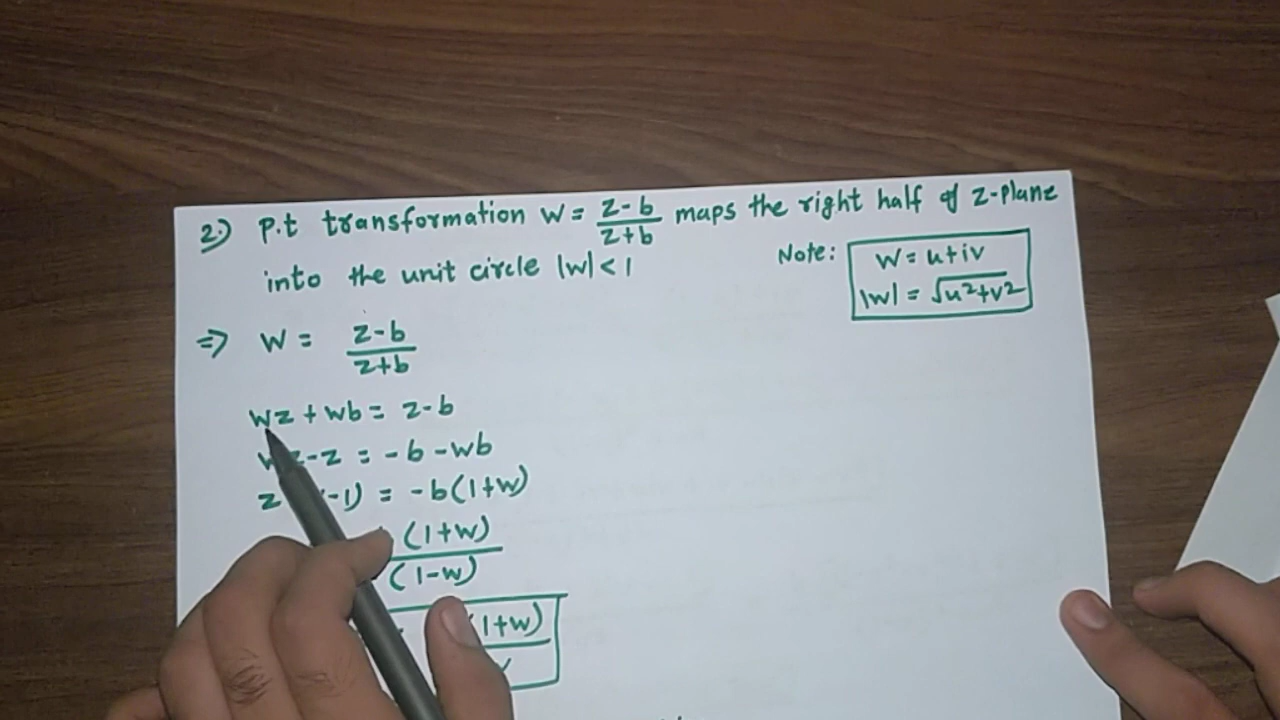 2.) P.t transformation W = z-b/z+b maps the right half of z-plane
into the unit circle |w| < 1
Note: W = u+iv
|w| = √u²+v²
=> W = z-b/z+b
Wz + Wb = z-b
-z = -b - Wb
z -1) = -b(1+W)
(1+W)/(1-W)
(1+W)